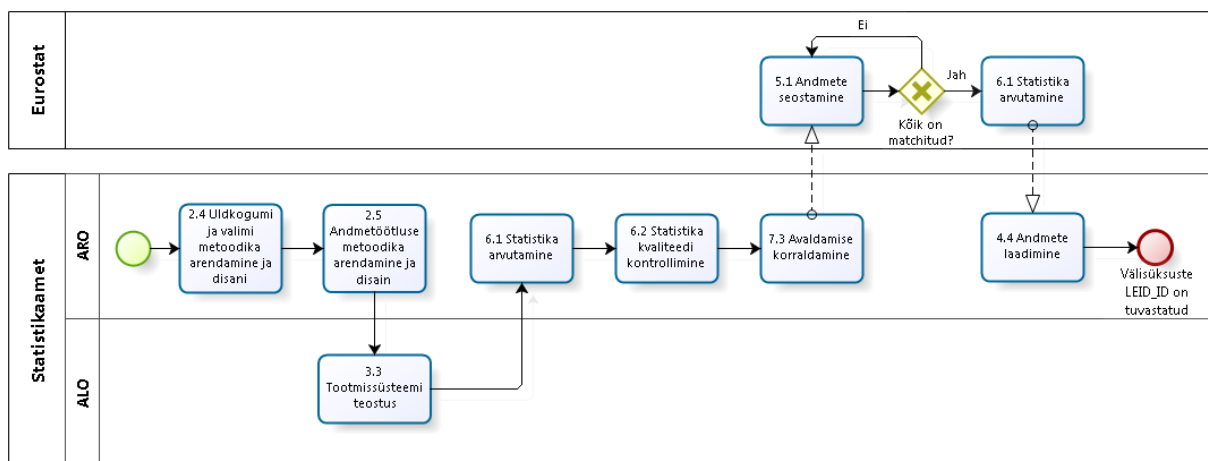 Eurostat
Ei
5.1 Andmete
seostamine
Jah
6.1 Statistika
arvutamine
Kõik on
matchitud?
Statistikaamet
ARO
2.4 Uldkogumi
ja valimi
metoodika
arendamine ja
disani
2.5
Andmetöötluse
metoodika
arendamine ja
disain
6.1 Statistika
arvutamine
6.2 Statistika
kvaliteedi
kontrollimine
7.3 Avaldamise
korraldamine
4.4 Andmete
laadimine
Välisüksuste
LEID_ID on
tuvastatud
ALO
3.3
Tootmissüsteemi
teostus